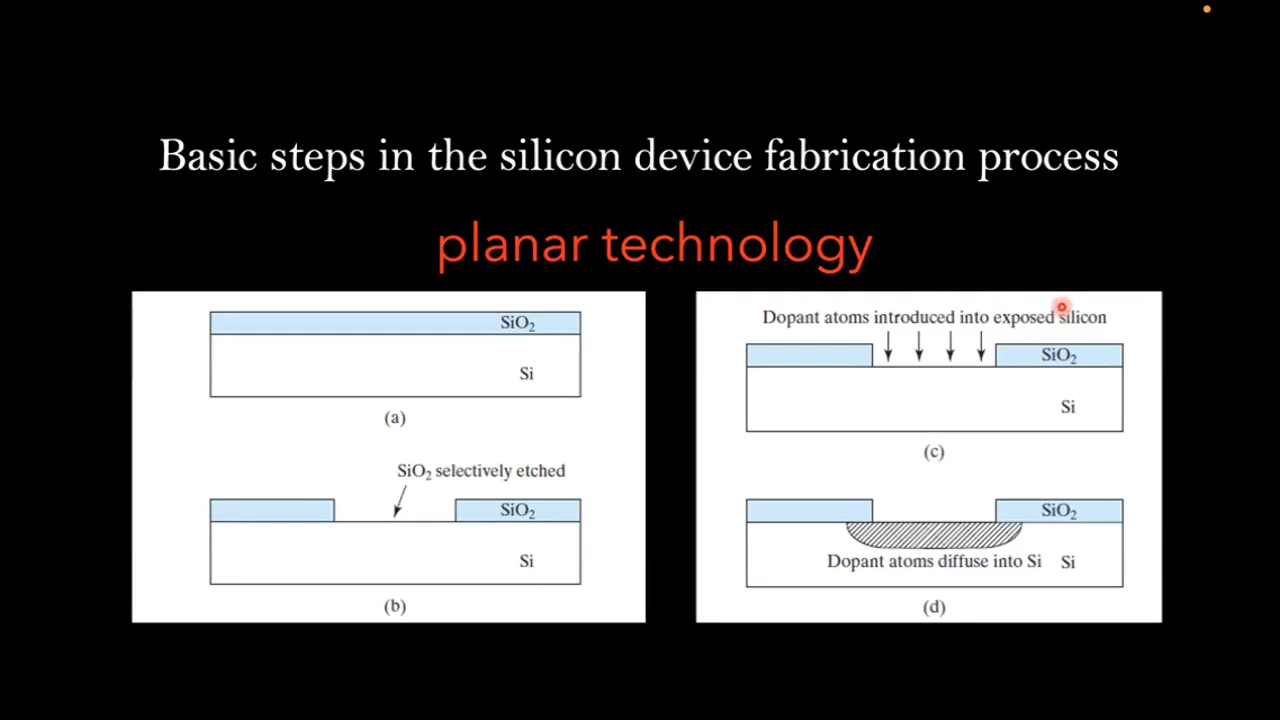 Basic steps in the silicon device fabrication process
planar technology
SiO₂
Si
(a)
SiO₂ selectively etched
SiO₂
Si
(b)
Dopant atoms introduced into exposed silicon
SiO₂
Si
(c)
SiO₂
Dopant atoms diffuse into Si Si
(d)